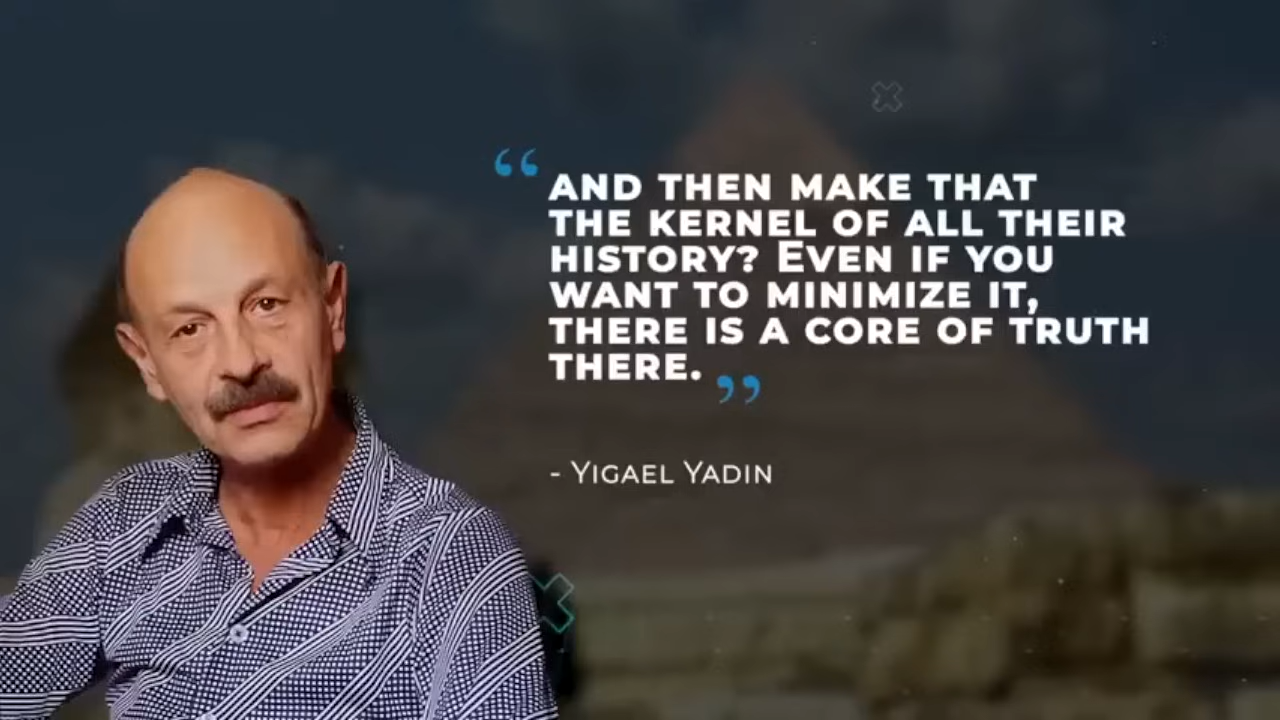 “ AND THEN MAKE THAT
THE KERNEL OF ALL THEIR
HISTORY? EVEN IF YOU
WANT TO MINIMIZE IT,
THERE IS A CORE OF TRUTH
THERE. ”
- YIGAEL YADIN